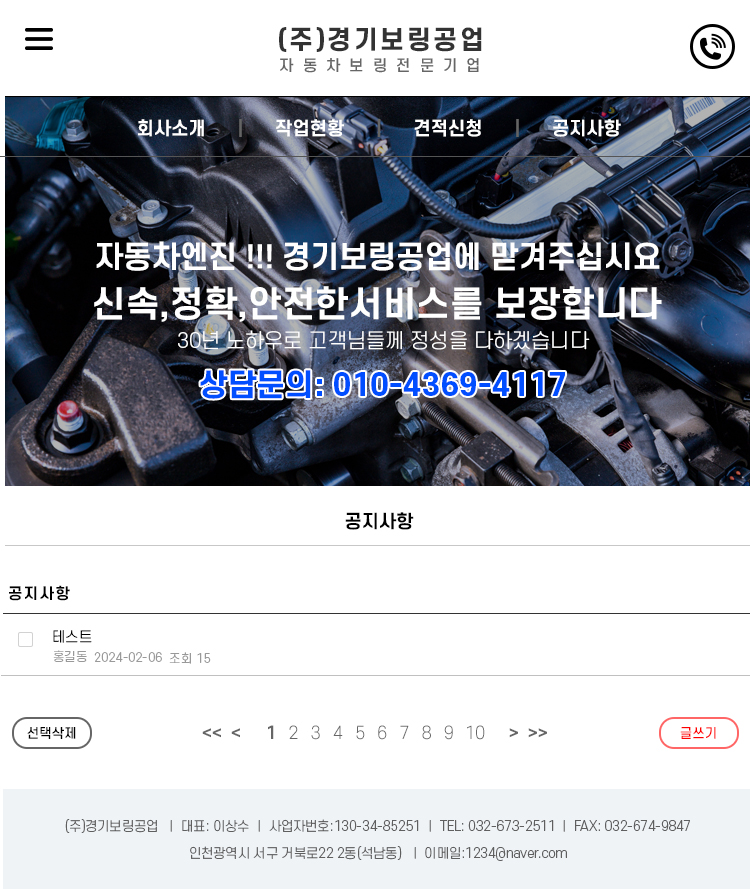 (주)경기보링공업
자동차보링전문기업
회사소개 | 작업현황 | 견적신청 | 공지사항
자동차엔진 !!! 경기보링공업에 맡겨주십시요
신속,정확,안전한서비스를 보장합니다
30년 노하우로 고객님들께 정성을 다하겠습니다
상담문의: 010-4369-4117
공지사항
공지사항
테스트
홍길동 2024-02-06 조회 15
선택삭제 << < 1 2 3 4 5 6 7 8 9 10 > >> 글쓰기
(주)경기보링공업 | 대표: 이상수 | 사업자번호:130-34-85251 | TEL: 032-673-2511 | FAX: 032-674-9847
인천광역시 서구 거북로22 2동(석남동) | 이메일:1234@naver.com